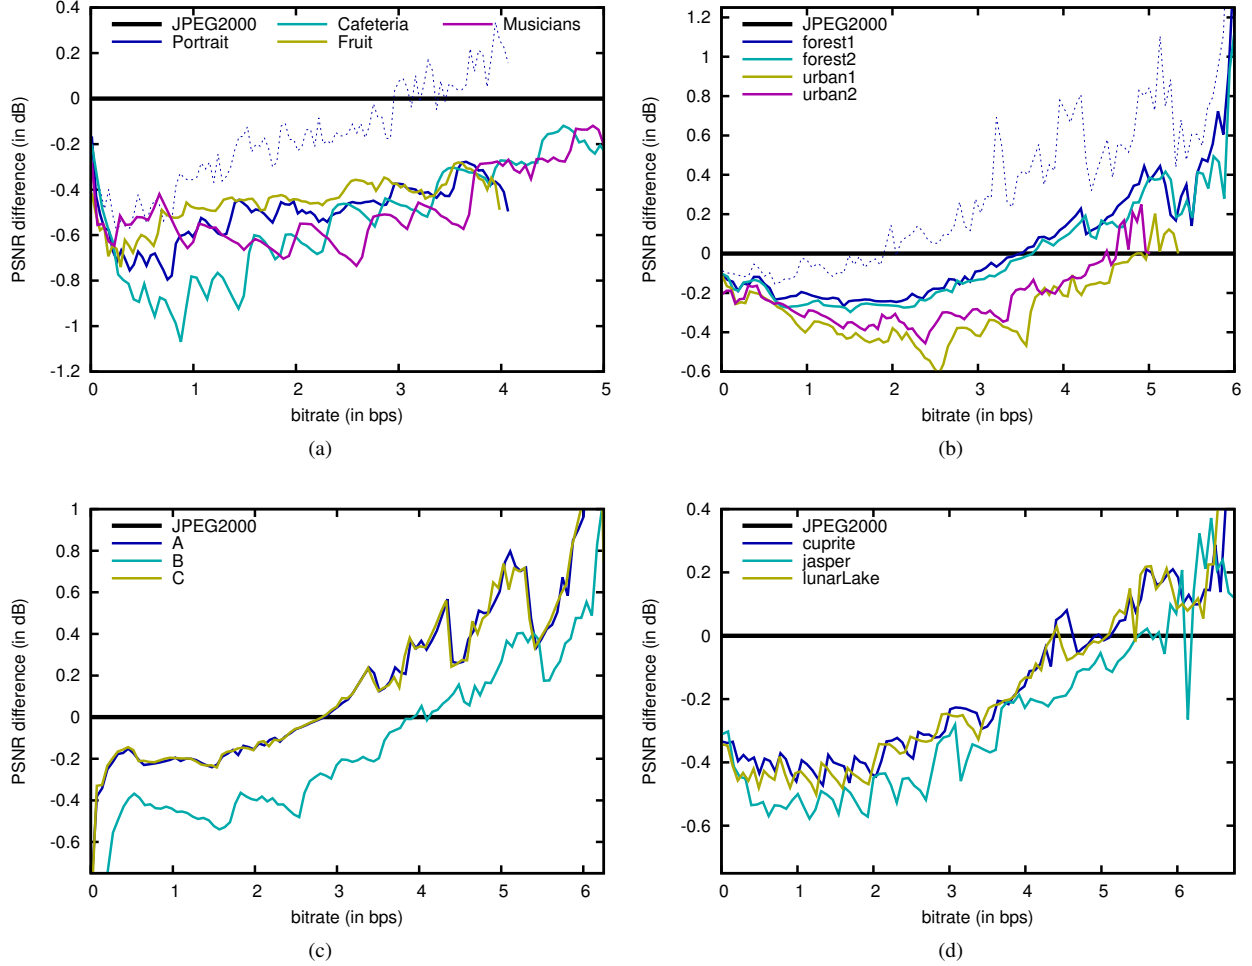 JPEG2000
Portrait
Cafeteria
Fruit
Musicians
0.4
0.2
0
-0.2
-0.4
-0.6
-0.8
-1
-1.2
PSNR difference (in dB)
0 1 2 3 4 5
bitrate (in bps)
(a)
JPEG2000
forest1
forest2
urban1
urban2
1.2
1
0.8
0.6
0.4
0.2
0
-0.2
-0.4
-0.6
PSNR difference (in dB)
0 1 2 3 4 5 6
bitrate (in bps)
(b)
JPEG2000
A
B
C
1
0.8
0.6
0.4
0.2
0
-0.2
-0.4
-0.6
PSNR difference (in dB)
0 1 2 3 4 5 6
bitrate (in bps)
(c)
JPEG2000
cuprite
jasper
lunarLake
0.4
0.2
0
-0.2
-0.4
-0.6
PSNR difference (in dB)
0 1 2 3 4 5 6
bitrate (in bps)
(d)